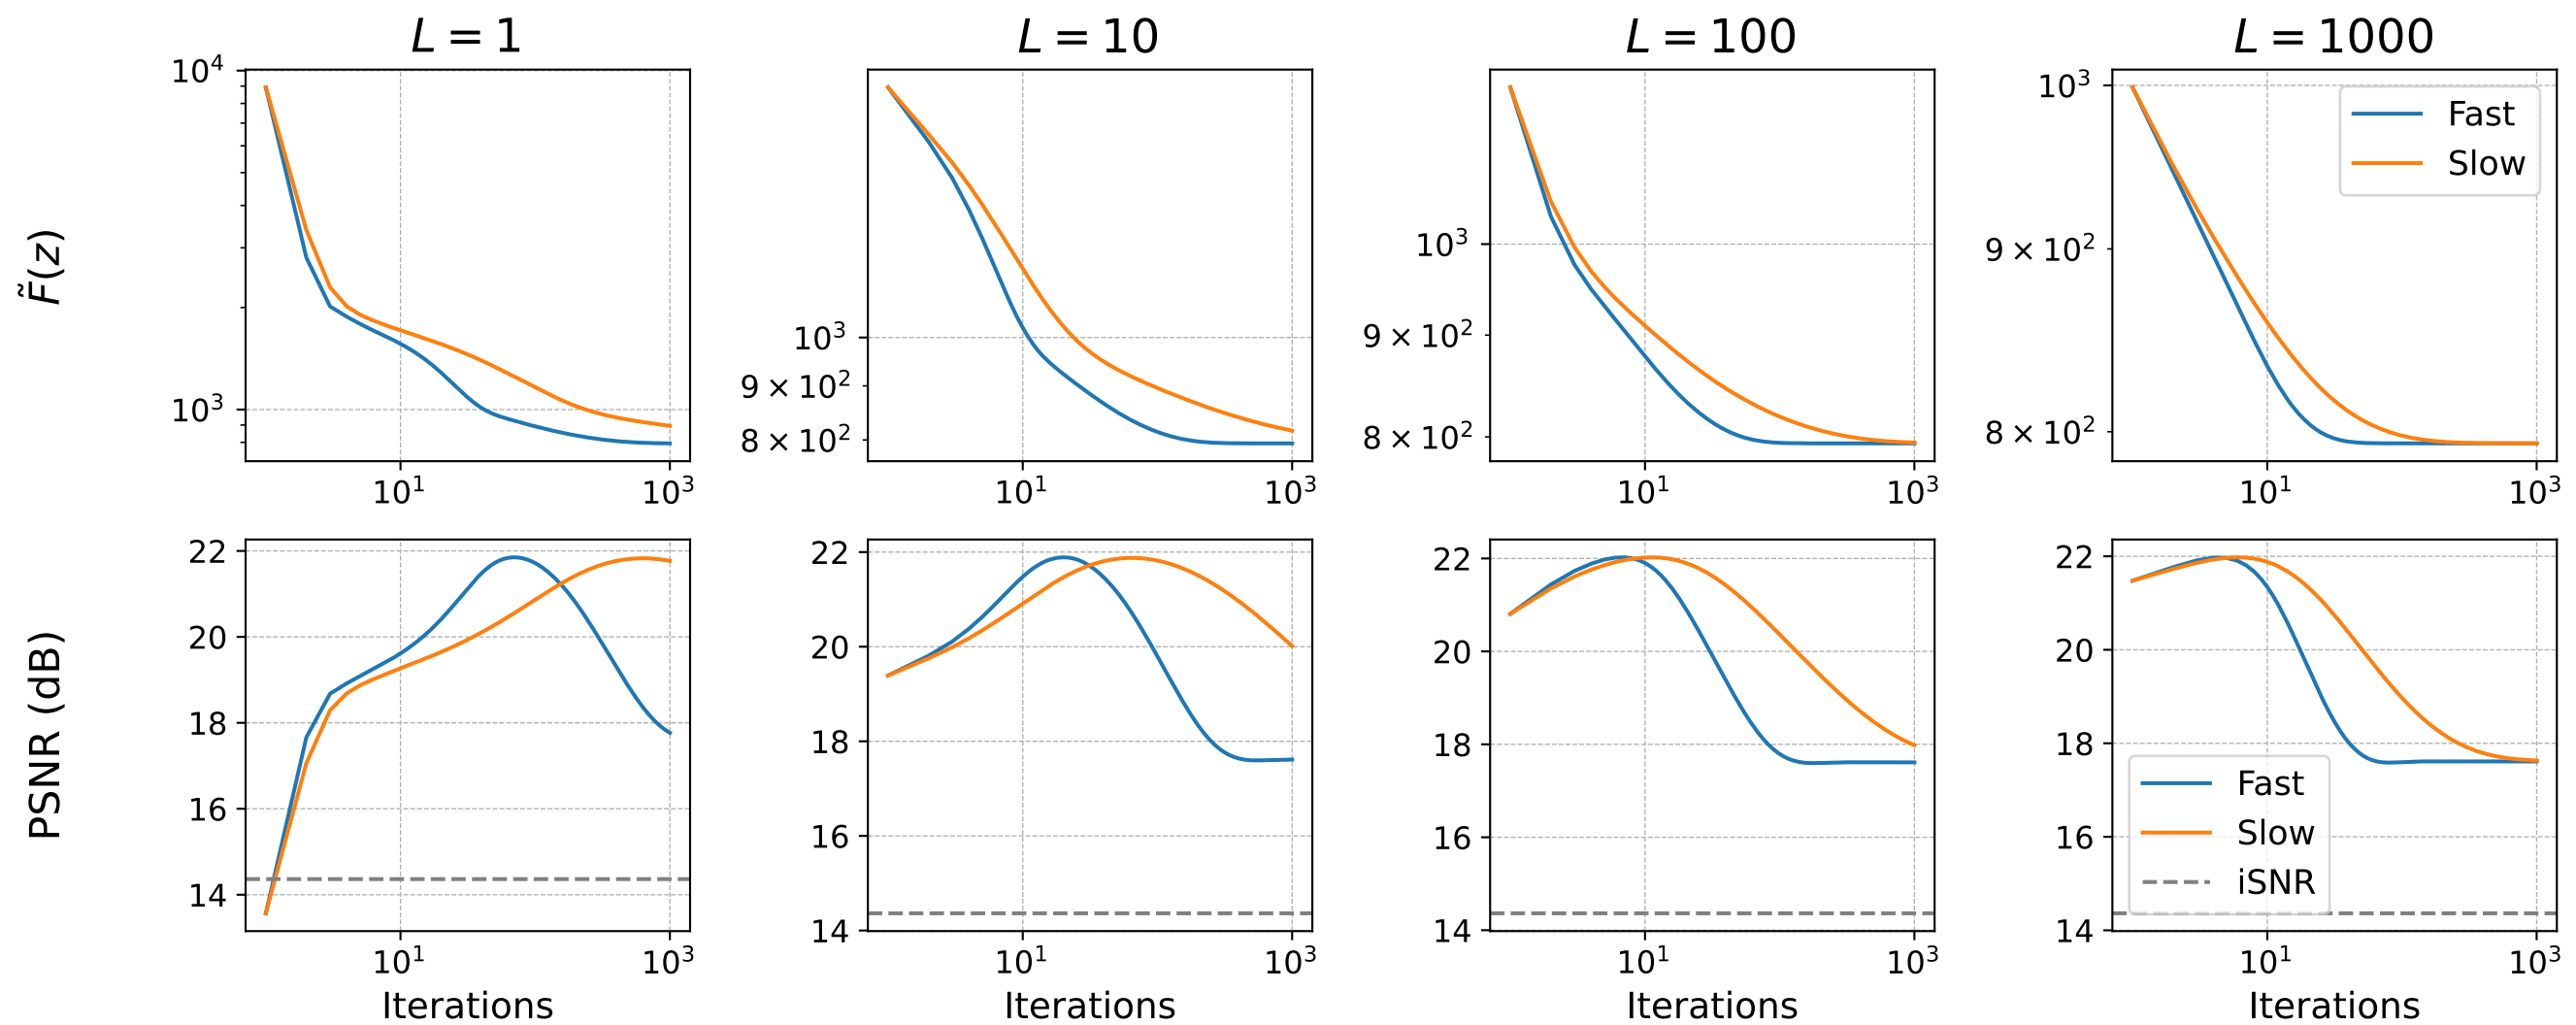 L = 1
L = 10
L = 100
L = 1000
F̃(z)
10⁴
10³
10¹
10³
10³
9 × 10²
8 × 10²
10¹
10³
10³
9 × 10²
8 × 10²
10¹
10³
10³
9 × 10²
8 × 10²
10¹
10³
Fast
Slow
PSNR (dB)
22
20
18
16
14
10¹
10³
Iterations
22
20
18
16
14
10¹
10³
Iterations
22
20
18
16
14
10¹
10³
Iterations
22
20
18
16
14
10¹
10³
Iterations
Fast
Slow
iSNR